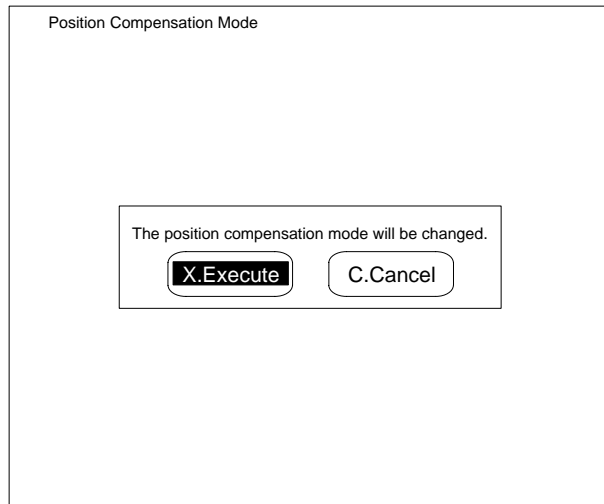 Position Compensation Mode
The position compensation mode will be changed.
X.Execute C.Cancel